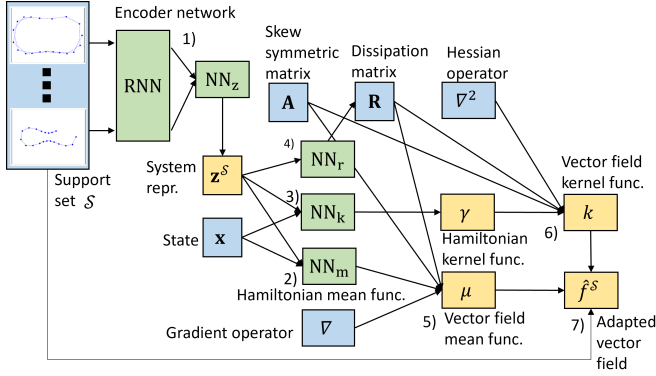 Encoder network
1)
RNN
NN_z
Skew
symmetric
matrix
Dissipation
matrix
Hessian
operator
A
R
∇²
4)
NN_r
Vector field
kernel func.
System
repr.
z^𝒮
Support
set 𝒮
3)
NN_k
γ
k
6)
Hamiltonian
kernel func.
State
x
2)
NN_m
Hamiltonian mean func.
μ
f̂^𝒮
Gradient operator
∇
5)
Vector field
mean func.
7)
Adapted
vector
field